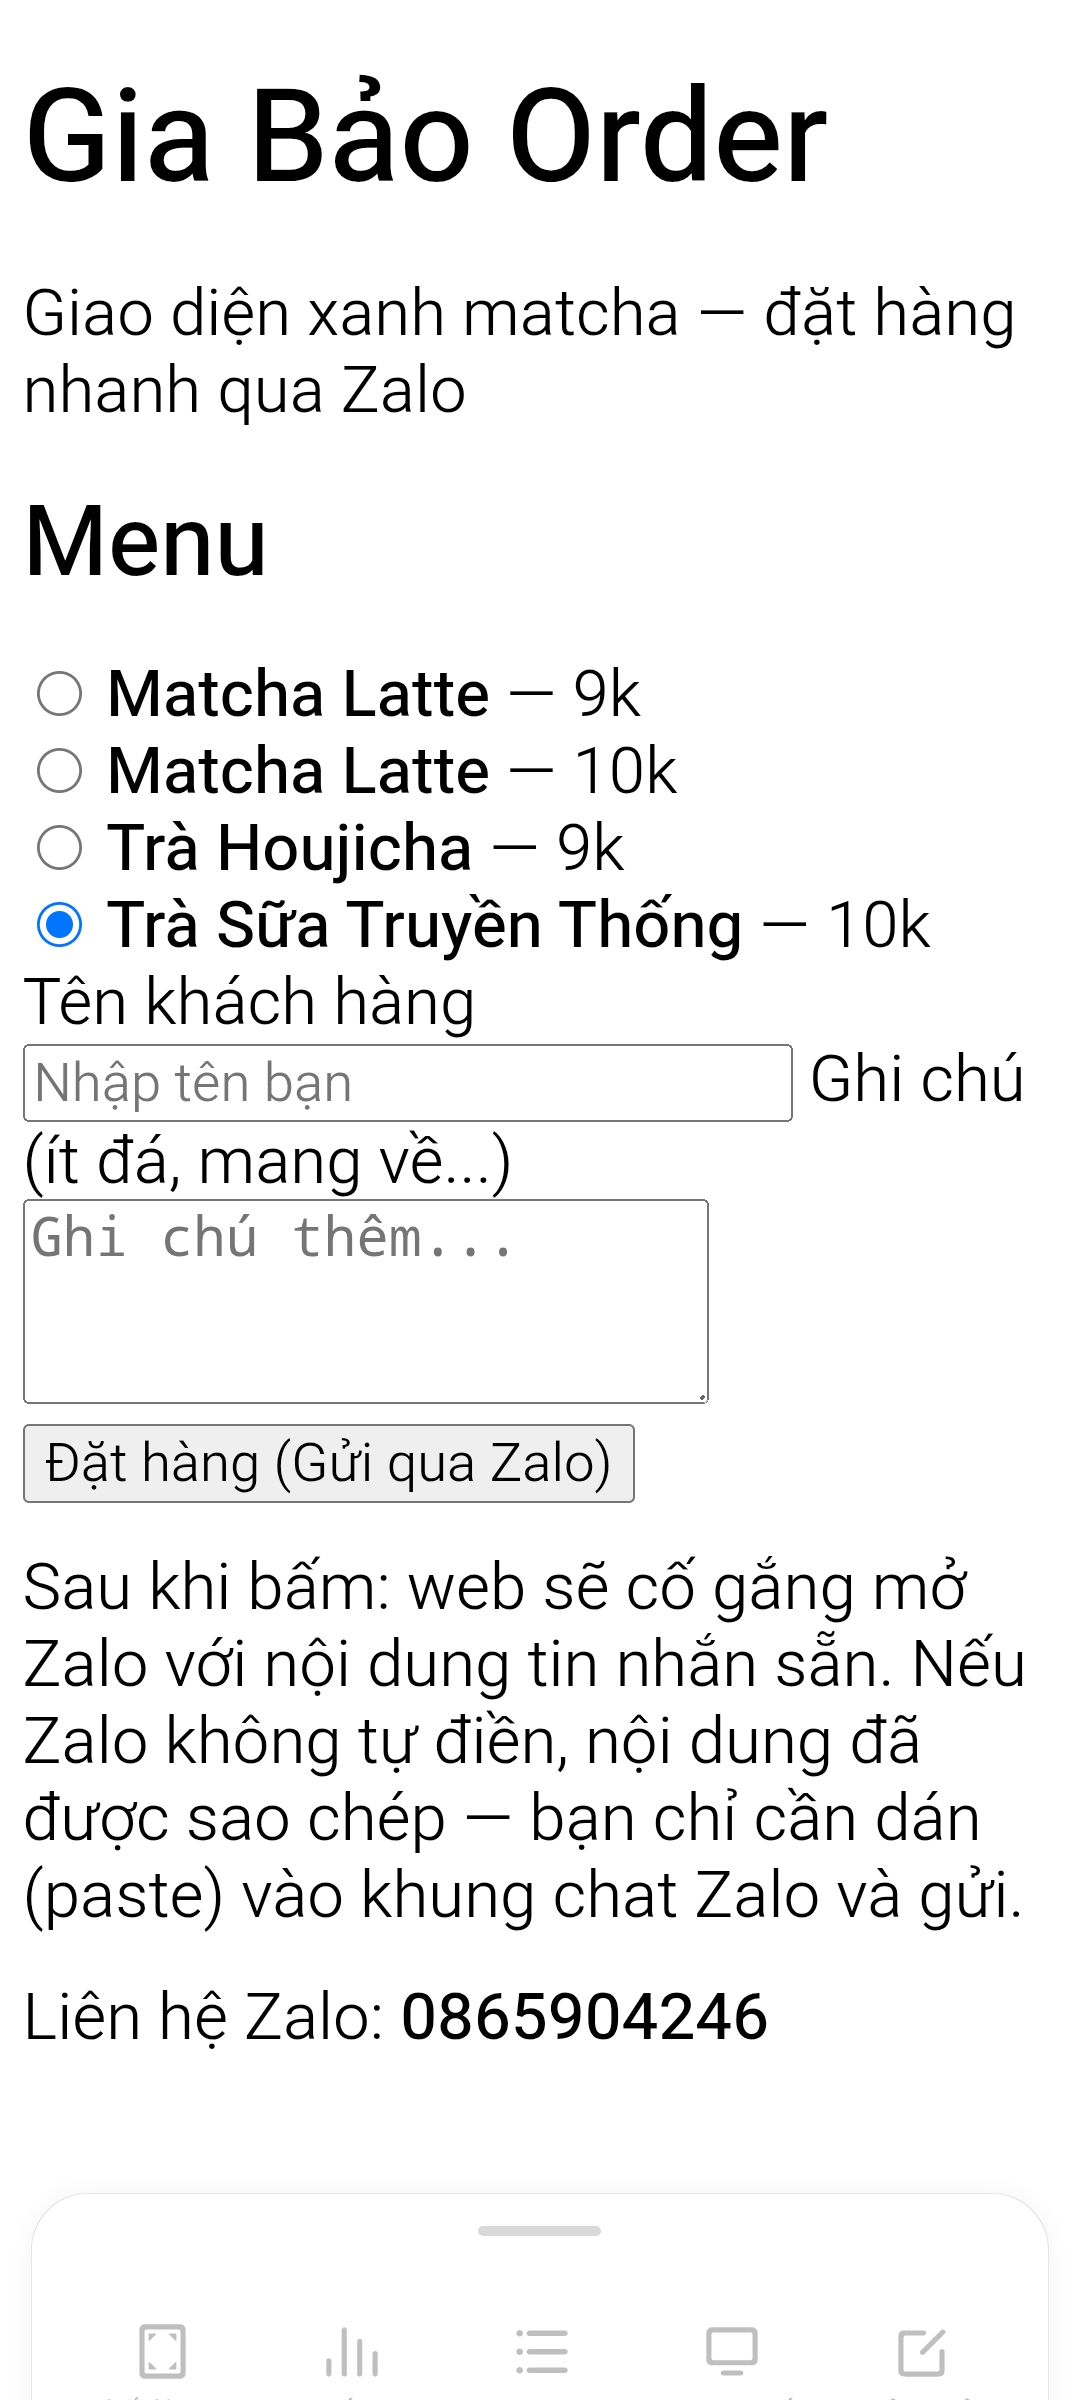 Gia Bảo Order
Giao diện xanh matcha — đặt hàng
nhanh qua Zalo
Menu
Matcha Latte — 9k
Matcha Latte — 10k
Trà Houjicha — 9k
Trà Sữa Truyền Thống — 10k
Tên khách hàng
Nhập tên bạn Ghi chú
(ít đá, mang về...)
Ghi chú thêm...
Đặt hàng (Gửi qua Zalo)
Sau khi bấm: web sẽ cố gắng mở
Zalo với nội dung tin nhắn sẵn. Nếu
Zalo không tự điền, nội dung đã
được sao chép — bạn chỉ cần dán
(paste) vào khung chat Zalo và gửi.
Liên hệ Zalo: 0865904246